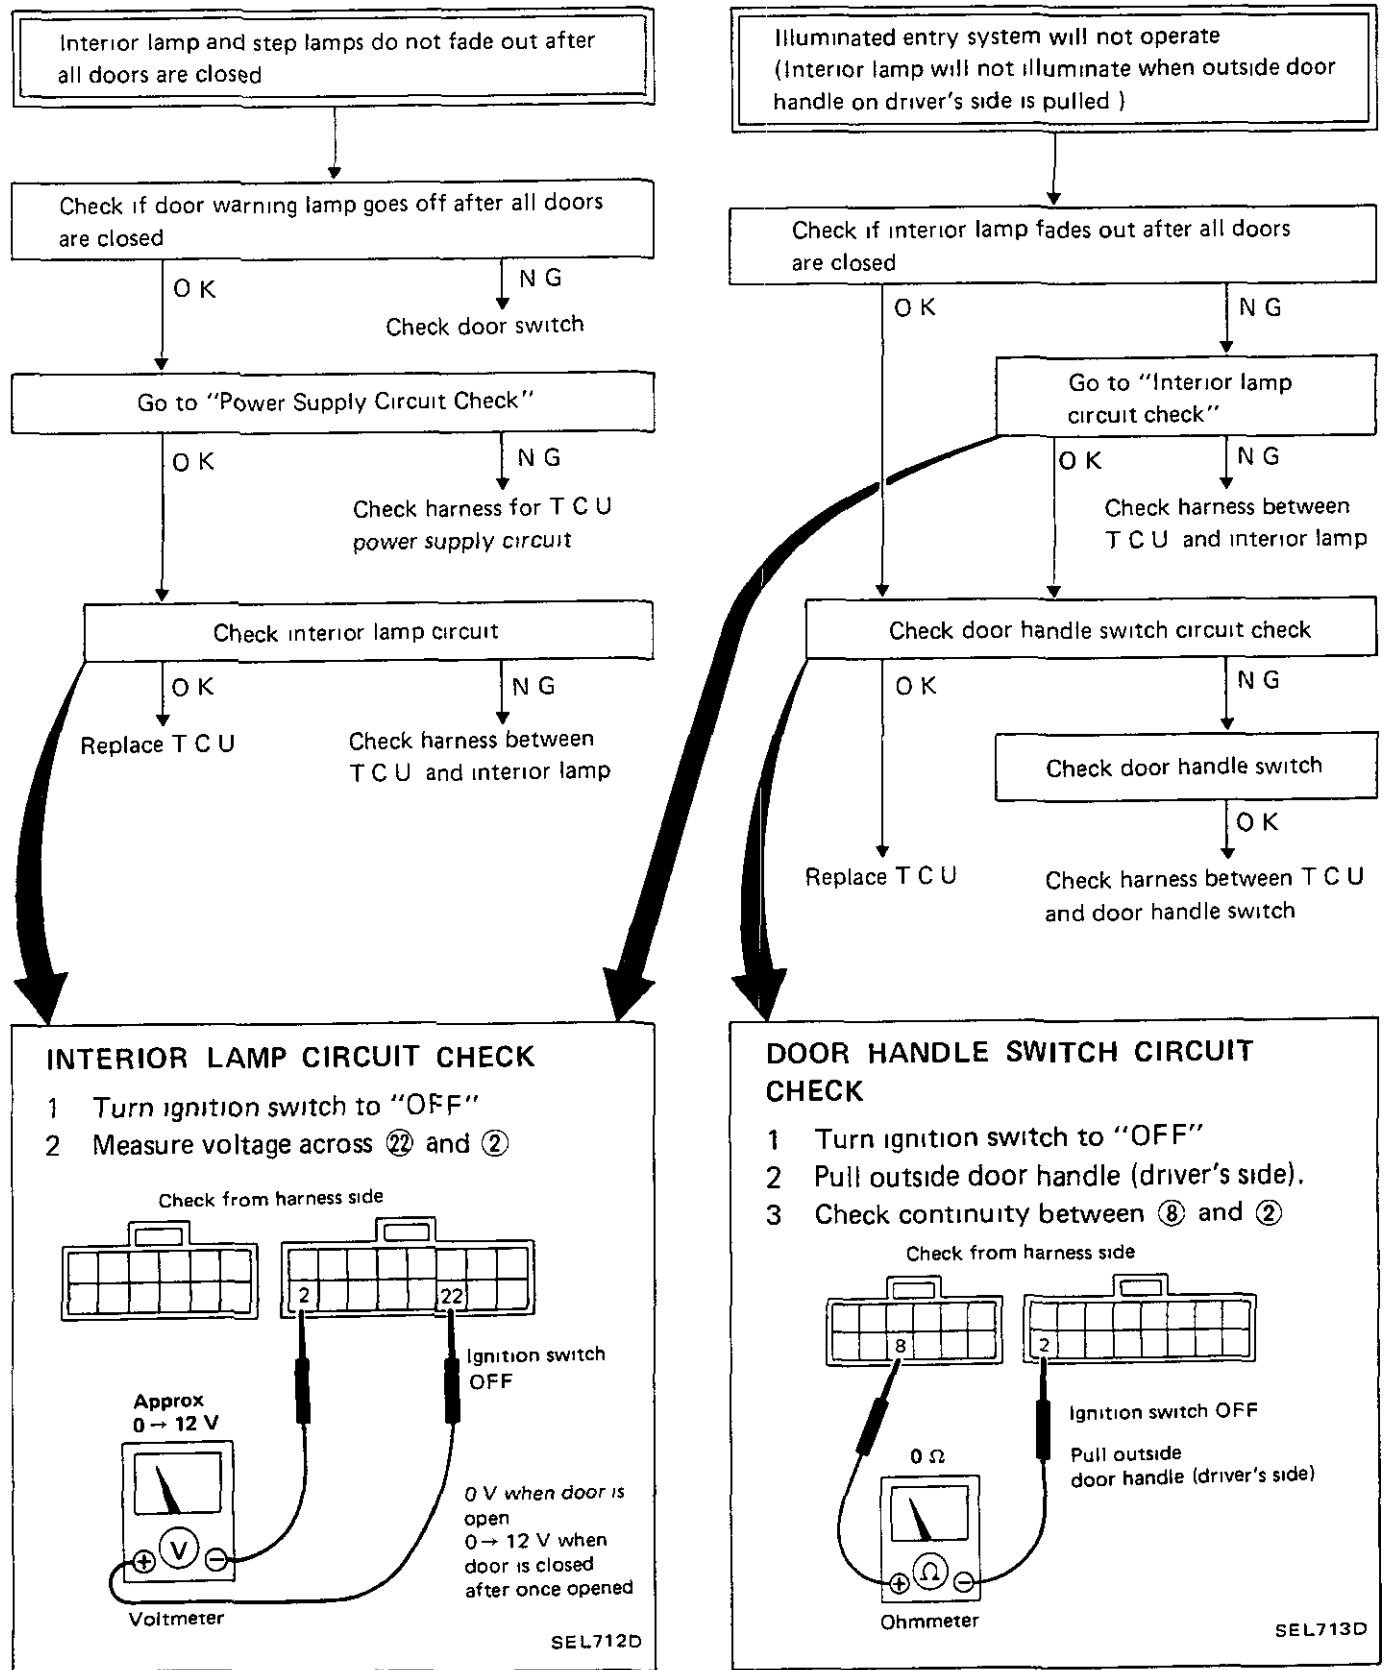 Interior lamp and step lamps do not fade out after
all doors are closed
Check if door warning lamp goes off after all doors
are closed
O K
N G
Check door switch
Go to "Power Supply Circuit Check"
O K
N G
Check harness for T C U
power supply circuit
Check interior lamp circuit
O K
N G
Replace T C U
Check harness between
T C U and interior lamp
Illuminated entry system will not operate
(Interior lamp will not illuminate when outside door
handle on driver's side is pulled )
Check if interior lamp fades out after all doors
are closed
O K
N G
Go to "Interior lamp
circuit check"
O K
N G
Check harness between
T C U and interior lamp
Check door handle switch circuit check
O K
N G
Check door handle switch
O K
Replace T C U
Check harness between T C U
and door handle switch
INTERIOR LAMP CIRCUIT CHECK
1 Turn ignition switch to "OFF"
2 Measure voltage across ㉒ and ②
Check from harness side
2
22
Ignition switch
OFF
Approx
0 → 12 V
V
+
−
0 V when door is
open
0 → 12 V when
door is closed
after once opened
Voltmeter
SEL712D
DOOR HANDLE SWITCH CIRCUIT
CHECK
1 Turn ignition switch to "OFF"
2 Pull outside door handle (driver's side).
3 Check continuity between ⑧ and ②
Check from harness side
8
2
Ignition switch OFF
0 Ω
Pull outside
door handle (driver's side)
Ω
+
−
Ohmmeter
SEL713D